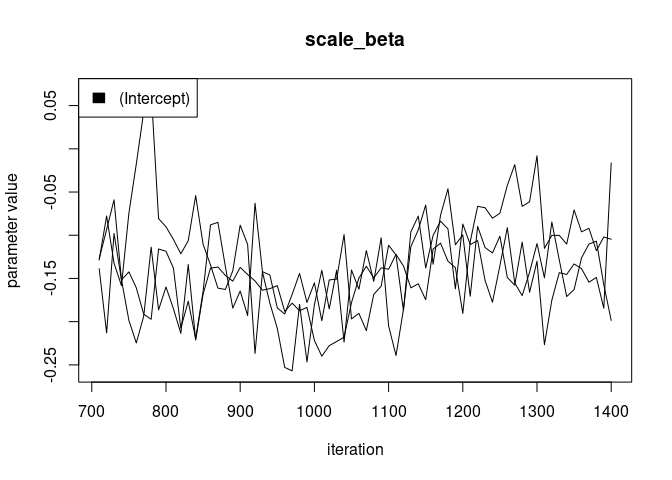 scale_beta
(Intercept)
parameter value
0.05
-0.05
-0.15
-0.25
700 800 900 1000 1100 1200 1300 1400
iteration